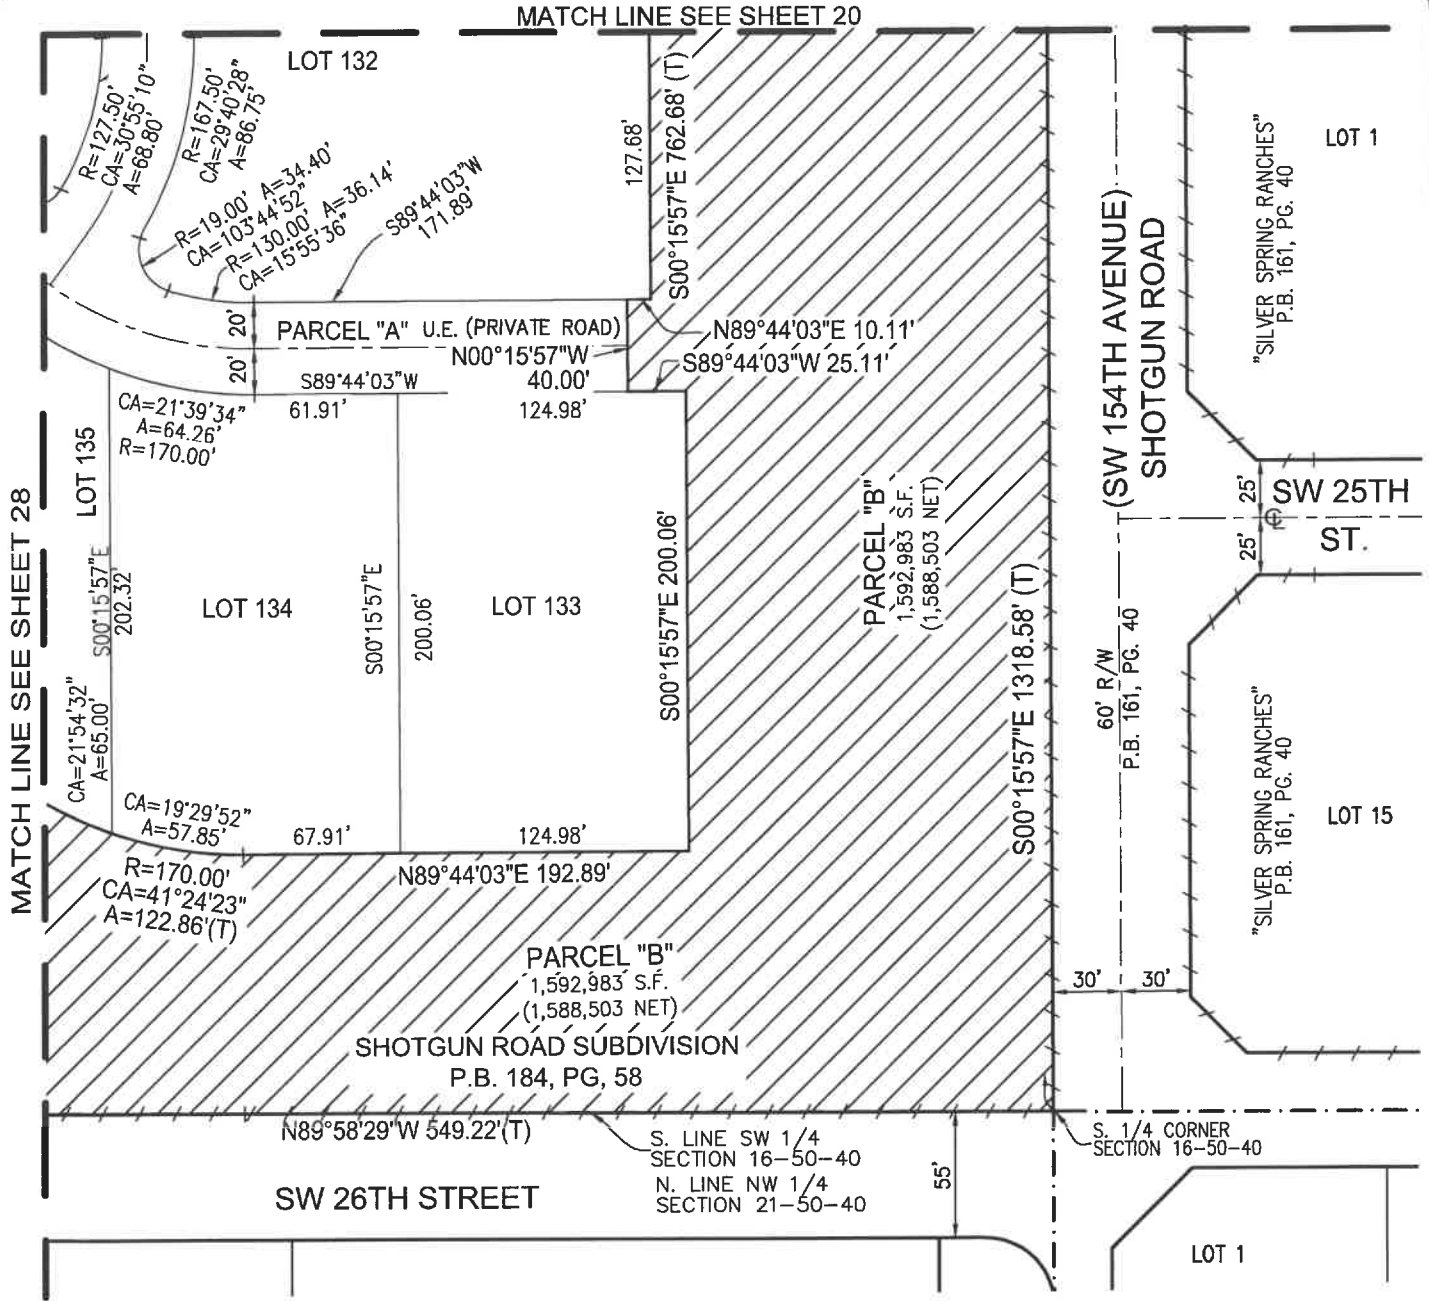 MATCH LINE SEE SHEET 20
LOT 132
R=127.50'
CA=30°55'10"
A=68.80'
R=167.50'
CA=29°40'28"
A=86.75'
R=19.00' A=34.40'
CA=103°44'52"
R=130.00' A=36.14'
CA=15°55'36"
S89°44'03"W
171.89'
127.68'
S00°15'57"E 762.68' (T)
20'
20'
PARCEL "A" U.E. (PRIVATE ROAD)
N00°15'57"W
40.00'
N89°44'03"E 10.11'
S89°44'03"W 25.11'
S89°44'03"W
61.91'
124.98'
CA=21°39'34"
A=64.26'
R=170.00'
LOT 135
S00°15'57"E
202.32'
LOT 134
S00°15'57"E
200.06'
LOT 133
S00°15'57"E 200.06'
MATCH LINE SEE SHEET 28
CA=21°54'32"
A=65.00'
CA=19°29'52"
A=57.85'
67.91'
124.98'
N89°44'03"E 192.89'
R=170.00'
CA=41°24'23"
A=122.86'(T)
PARCEL "B"
1,592,983 S.F.
(1,588,503 NET)
PARCEL "B"
1,592,983 S.F.
(1,588,503 NET)
SHOTGUN ROAD SUBDIVISION
P.B. 184, PG, 58
S00°15'57"E 1318.58' (T)
(SW 154TH AVENUE)
SHOTGUN ROAD
60' R/W
P.B. 161, PG. 40
30'
30'
"SILVER SPRING RANCHES"
P.B. 161, PG. 40
LOT 1
25'
25'
SW 25TH
ST.
"SILVER SPRING RANCHES"
P.B. 161, PG. 40
LOT 15
N89°58'29"W 549.22'(T)
S. LINE SW 1/4
SECTION 16-50-40
N. LINE NW 1/4
SECTION 21-50-40
SW 26TH STREET
55'
S. 1/4 CORNER
SECTION 16-50-40
LOT 1